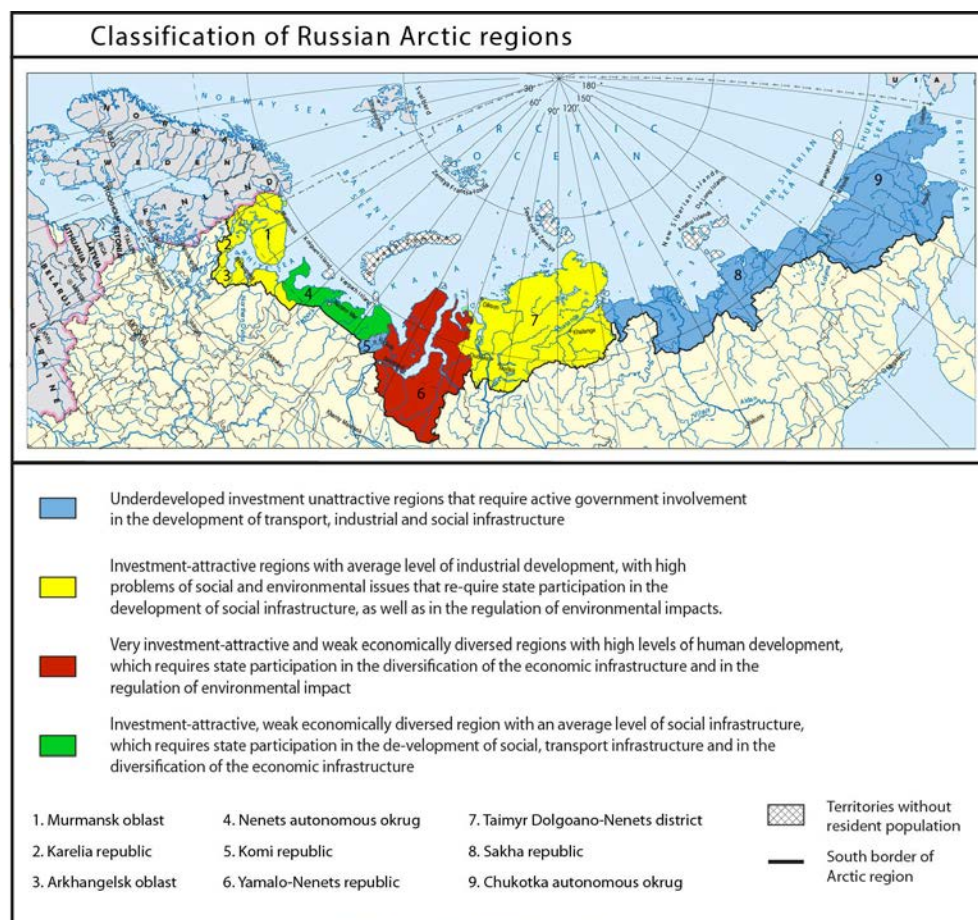 Classification of Russian Arctic regions
NORWAY SEA
ARCTIC
OCEAN
USA
BERING SEA
CHUKCHI
SEA
EASTERN SIBERIAN
SEA
BARENTS
KARA SEA
LAPTEV
NORWAY
SWEDEN
FINLAND
ESTONIA
LATVIA
LITHUANIA
BELARUS
UKRAINE
30°
60°
90°
120°
150°
180°
New Siberian Islands
1
2
3
4
5
6
7
8
9
Underdeveloped investment unattractive regions that require active government involvement
in the development of transport, industrial and social infrastructure
Investment-attractive regions with average level of industrial development, with high
problems of social and environmental issues that re-quire state participation in the
development of social infrastructure, as well as in the regulation of environmental impacts.
Very investment-attractive and weak economically diversed regions with high levels of human development,
which requires state participation in the diversification of the economic infrastructure and in the
regulation of environmental impact
Investment-attractive, weak economically diversed region with an average level of social infrastructure,
which requires state participation in the de-velopment of social, transport infrastructure and in the
diversification of the economic infrastructure
1. Murmansk oblast
2. Karelia republic
3. Arkhangelsk oblast
4. Nenets autonomous okrug
5. Komi republic
6. Yamalo-Nenets republic
7. Taimyr Dolgoano-Nenets district
8. Sakha republic
9. Chukotka autonomous okrug
Territories without
resident population
South border of
Arctic region